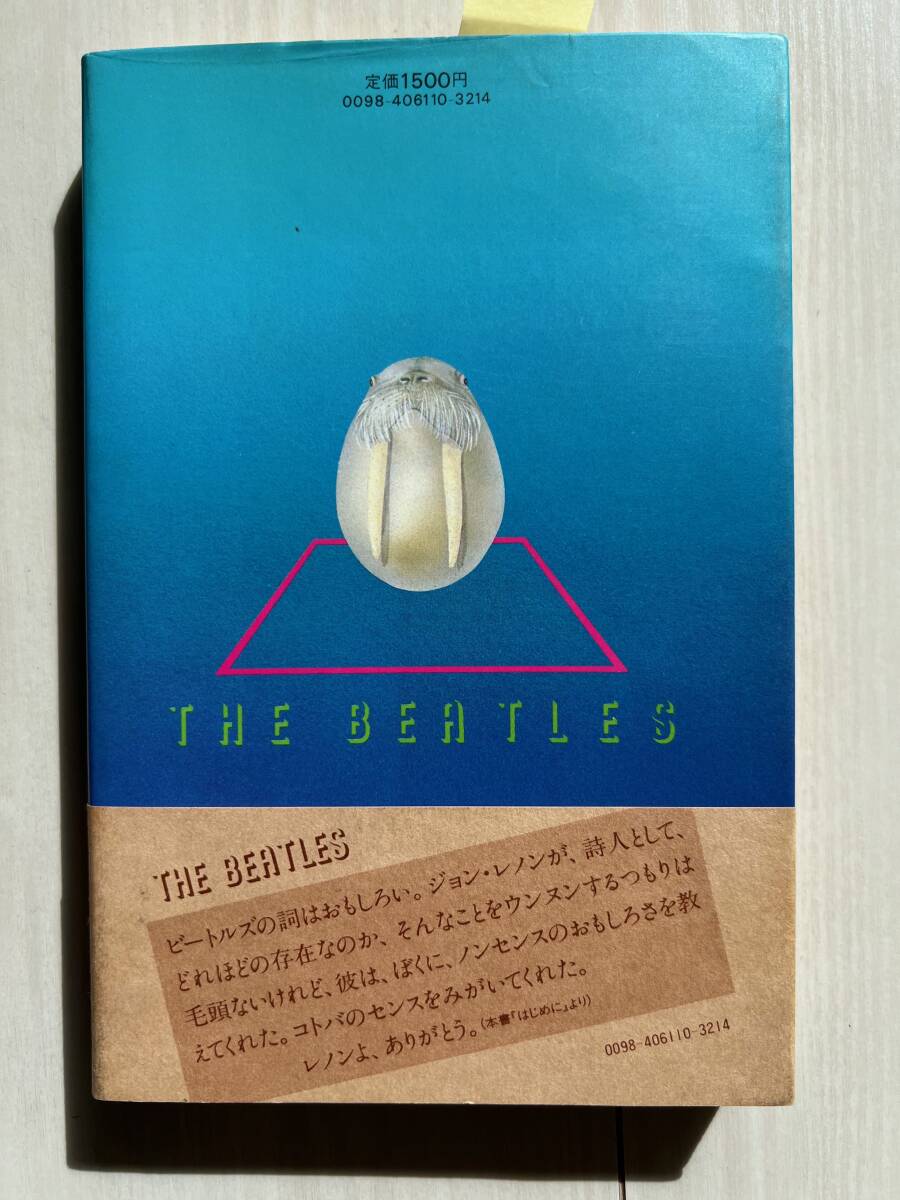 定価1500円
0098-406110-3214
THE BEATLES
THE BEATLES
ビートルズの詞はおもしろい。ジョン・レノンが、詩人として、
どれほどの存在なのか、そんなことをウンヌンするつもりは
毛頭ないけれど、彼は、ぼくに、ノンセンスのおもしろさを教
えてくれた。コトバのセンスをみがいてくれた。
レノンよ、ありがとう。(本書「はじめに」より)
0098-406110-3214